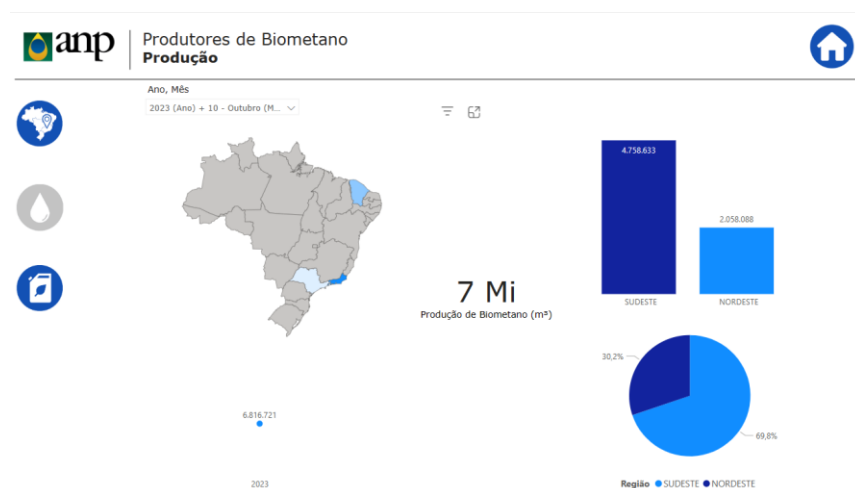 anp
Produtores de Biometano
Produção
Ano, Mês
2023 (Ano) + 10 - Outubro (M...
4.758.633
2.058.088
SUDESTE
NORDESTE
7 Mi
Produção de Biometano (m³)
30,2%
69,8%
6.816.721
2023
Região SUDESTE NORDESTE